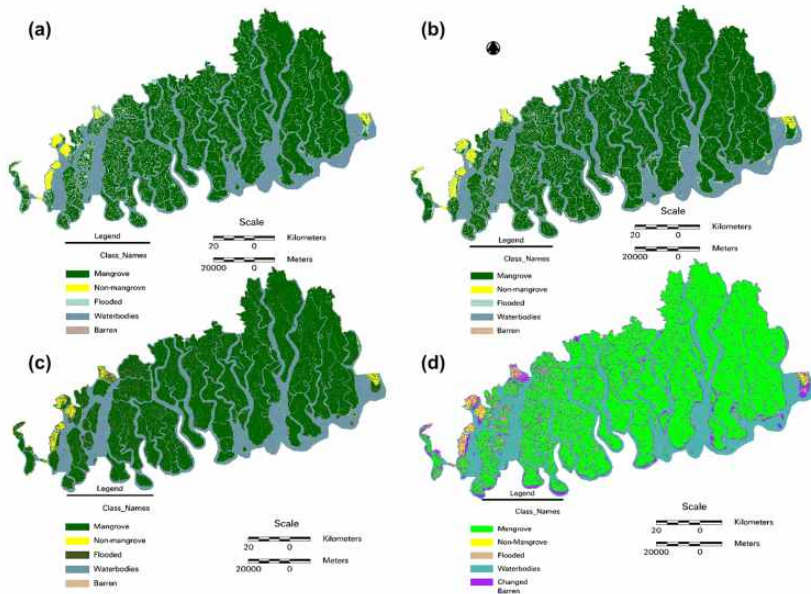 (a)
Scale
20 0 Kilometers
20000 0 Meters
Legend
Class_Names
Mangrove
Non-mangrove
Flooded
Waterbodies
Barren
(b)
Scale
20 0 Kilometers
20000 0 Meters
Legend
Class_Names
Mangrove
Non-mangrove
Flooded
Waterbodies
Barren
(c)
Scale
20 0 Kilometers
20000 0 Meters
Legend
Class_Names
Mangrove
Non-mangrove
Flooded
Waterbodies
Barren
(d)
Scale
20 0 Kilometers
20000 0 Meters
Legend
Class_Names
Mangrove
Non-Mangrove
Flooded
Waterbodies
Changed
Barren